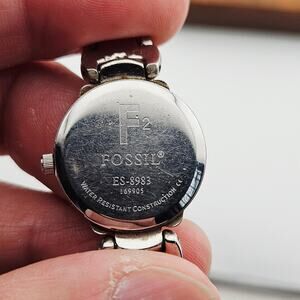 F2
FOSSIL®
ES-8983
169905
WATER RESISTANT CONSTRUCTION